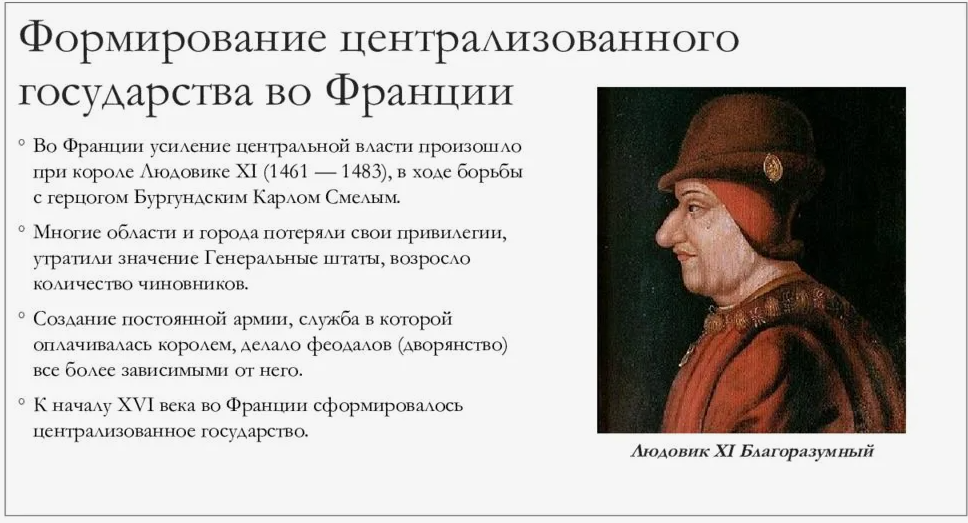 Формирование централизованного
государства во Франции
° Во Франции усиление центральной власти произошло
при короле Людовике XI (1461 — 1483), в ходе борьбы
с герцогом Бургундским Карлом Смелым.
° Многие области и города потеряли свои привилегии,
утратили значение Генеральные штаты, возросло
количество чиновников.
° Создание постоянной армии, служба в которой
оплачивалась королем, делало феодалов (дворянство)
все более зависимыми от него.
° К началу XVI века во Франции сформировалось
централизованное государство.
Людовик XI Благоразумный